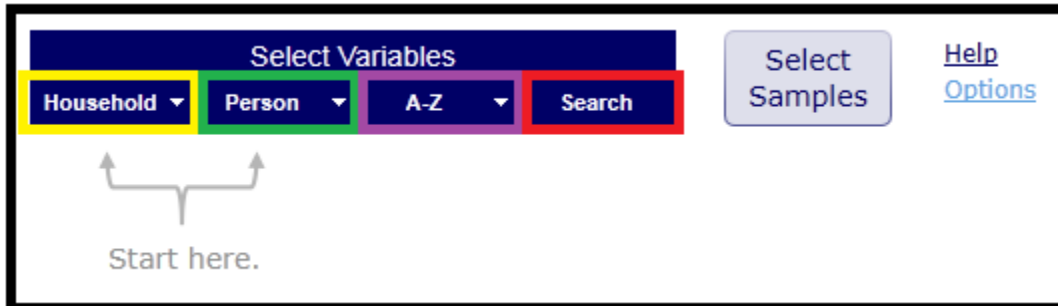 Select Variables
Household Person A-Z Search
Select
Samples
Help
Options
Start here.